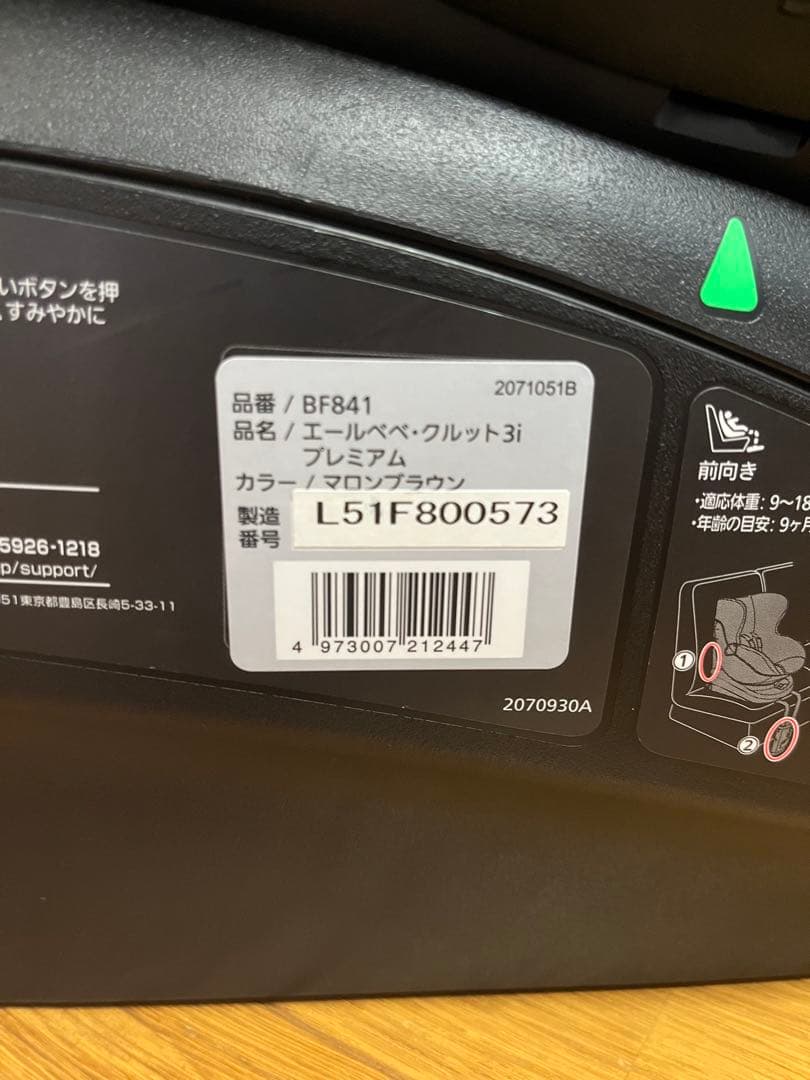 いボタンを押
、すみやかに
5926-1218
p/support/
51東京都豊島区長崎5-33-11
2071051B
品番 / BF841
品名 / エールベベ・クルット3i
プレミアム
カラー / マロンブラウン
製造
番号
L51F800573
4 973007 212447
2070930A
前向き
・適応体重: 9～18
・年齢の目安: 9ヶ月
1
2